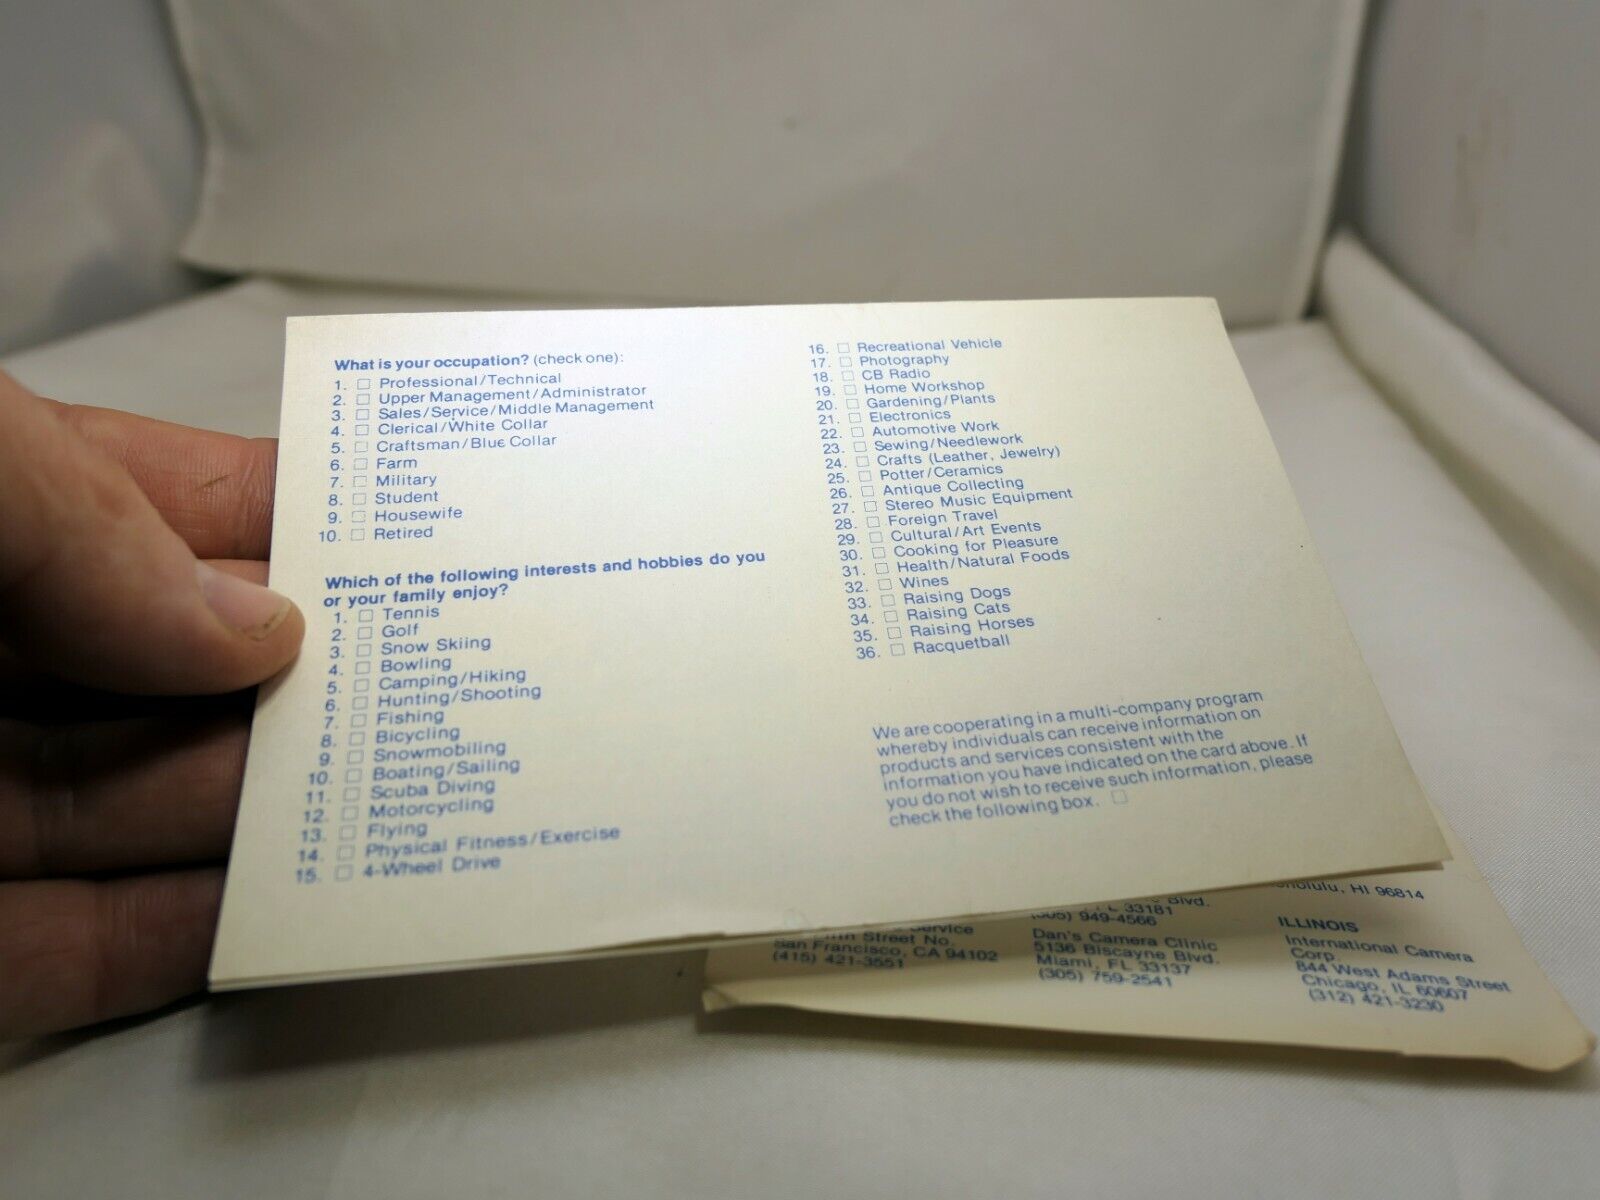 What is your occupation? (check one):
1. □ Professional/Technical
2. □ Upper Management/Administrator
3. □ Sales/Service/Middle Management
4. □ Clerical/White Collar
5. □ Craftsman/Blue Collar
6. □ Farm
7. □ Military
8. □ Student
9. □ Housewife
10. □ Retired
Which of the following interests and hobbies do you
or your family enjoy?
1. □ Tennis
2. □ Golf
3. □ Snow Skiing
4. □ Bowling
5. □ Camping/Hiking
6. □ Hunting/Shooting
7. □ Fishing
8. □ Bicycling
9. □ Snowmobiling
10. □ Boating/Sailing
11. □ Scuba Diving
12. □ Motorcycling
13. □ Flying
14. □ Physical Fitness/Exercise
15. □ 4-Wheel Drive
16. □ Recreational Vehicle
17. □ Photography
18. □ CB Radio
19. □ Home Workshop
20. □ Gardening/Plants
21. □ Electronics
22. □ Automotive Work
23. □ Sewing/Needlework
24. □ Crafts (Leather, Jewelry)
25. □ Potter/Ceramics
26. □ Antique Collecting
27. □ Stereo Music Equipment
28. □ Foreign Travel
29. □ Cultural/Art Events
30. □ Cooking for Pleasure
31. □ Health/Natural Foods
32. □ Wines
33. □ Raising Dogs
34. □ Raising Cats
35. □ Raising Horses
36. □ Racquetball
We are cooperating in a multi-company program
whereby individuals can receive information on
products and services consistent with the
information you have indicated on the card above. If
you do not wish to receive such information, please
check the following box. □
Service
Street No.
San Francisco, CA 94102
(415) 421-3551
Blvd.
FL 33181
(305) 949-4566
Dan's Camera Clinic
5136 Biscayne Blvd.
Miami, FL 33137
(305) 759-2541
HI 96814
ILLINOIS
International Camera
Corp.
844 West Adams Street
Chicago, IL 60607
(312) 421-3230